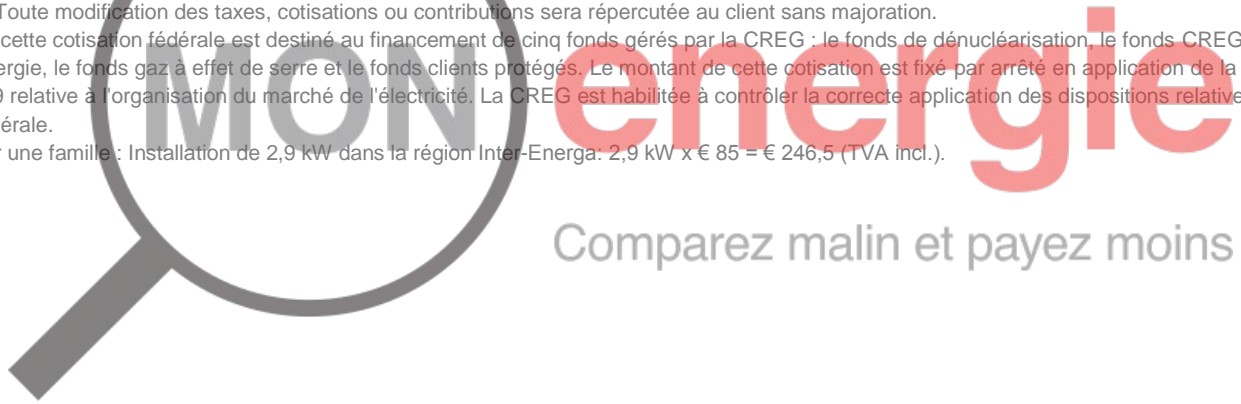 Toute modification des taxes, cotisations ou contributions sera répercutée au client sans majoration.
cette cotisation fédérale est destiné au financement de cinq fonds gérés par la CREG : le fonds de dénucléarisation, le fonds CREG
ergie, le fonds gaz à effet de serre et le fonds clients protégés. Le montant de cette cotisation est fixé par arrêté en application de la
9 relative à l'organisation du marché de l'électricité. La CREG est habilitée à contrôler la correcte application des dispositions relative
érale.
r une famille : Installation de 2,9 kW dans la région Inter-Energa: 2,9 kW x € 85 = € 246,5 (TVA incl.).
MON energie
Comparez malin et payez moins